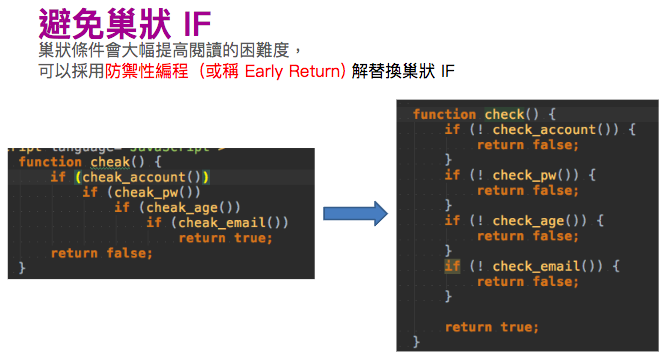 避免巢狀 IF
巢狀條件會大幅提高閱讀的困難度，
可以採用防禦性編程（或稱 Early Return) 解替換巢狀 IF
function cheak() {
if (cheak_account())
if (cheak_pw())
if (cheak_age())
if (cheak_email())
return true;
return false;
}
function check() {
if (! check_account()) {
return false;
}
if (! check_pw()) {
return false;
}
if (! check_age()) {
return false;
}
if (! check_email()) {
return false;
}
return true;
}